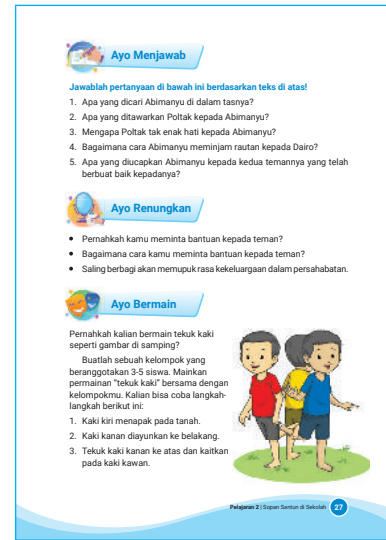 Ayo Menjawab
Jawablah pertanyaan di bawah ini berdasarkan teks di atas!
1. Apa yang dicari Abimanyu di dalam tasnya?
2. Apa yang ditawarkan Poltak kepada Abimanyu?
3. Mengapa Poltak tak enak hati kepada Abimanyu?
4. Bagaimana cara Abimanyu meminjam rautan kepada Dairo?
5. Apa yang diucapkan Abimanyu kepada kedua temannya yang telah
berbuat baik kepadanya?
Ayo Renungkan
• Pernahkah kamu meminta bantuan kepada teman?
• Bagaimana cara kamu meminta bantuan kepada teman?
• Saling berbagi akan memupuk rasa kekeluargaan dalam persahabatan.
Ayo Bermain
Pernahkah kalian bermain tekuk kaki
seperti gambar di samping?
Buatlah sebuah kelompok yang
beranggotakan 3-5 siswa. Mainkan
permainan “tekuk kaki” bersama dengan
kelompokmu. Kalian bisa coba langkah-
langkah berikut ini:
1. Kaki kiri menapak pada tanah.
2. Kaki kanan diayunkan ke belakang.
3. Tekuk kaki kanan ke atas dan kaitkan
pada kaki kawan.
Pelajaran 2 | Sopan Santun di Sekolah 27